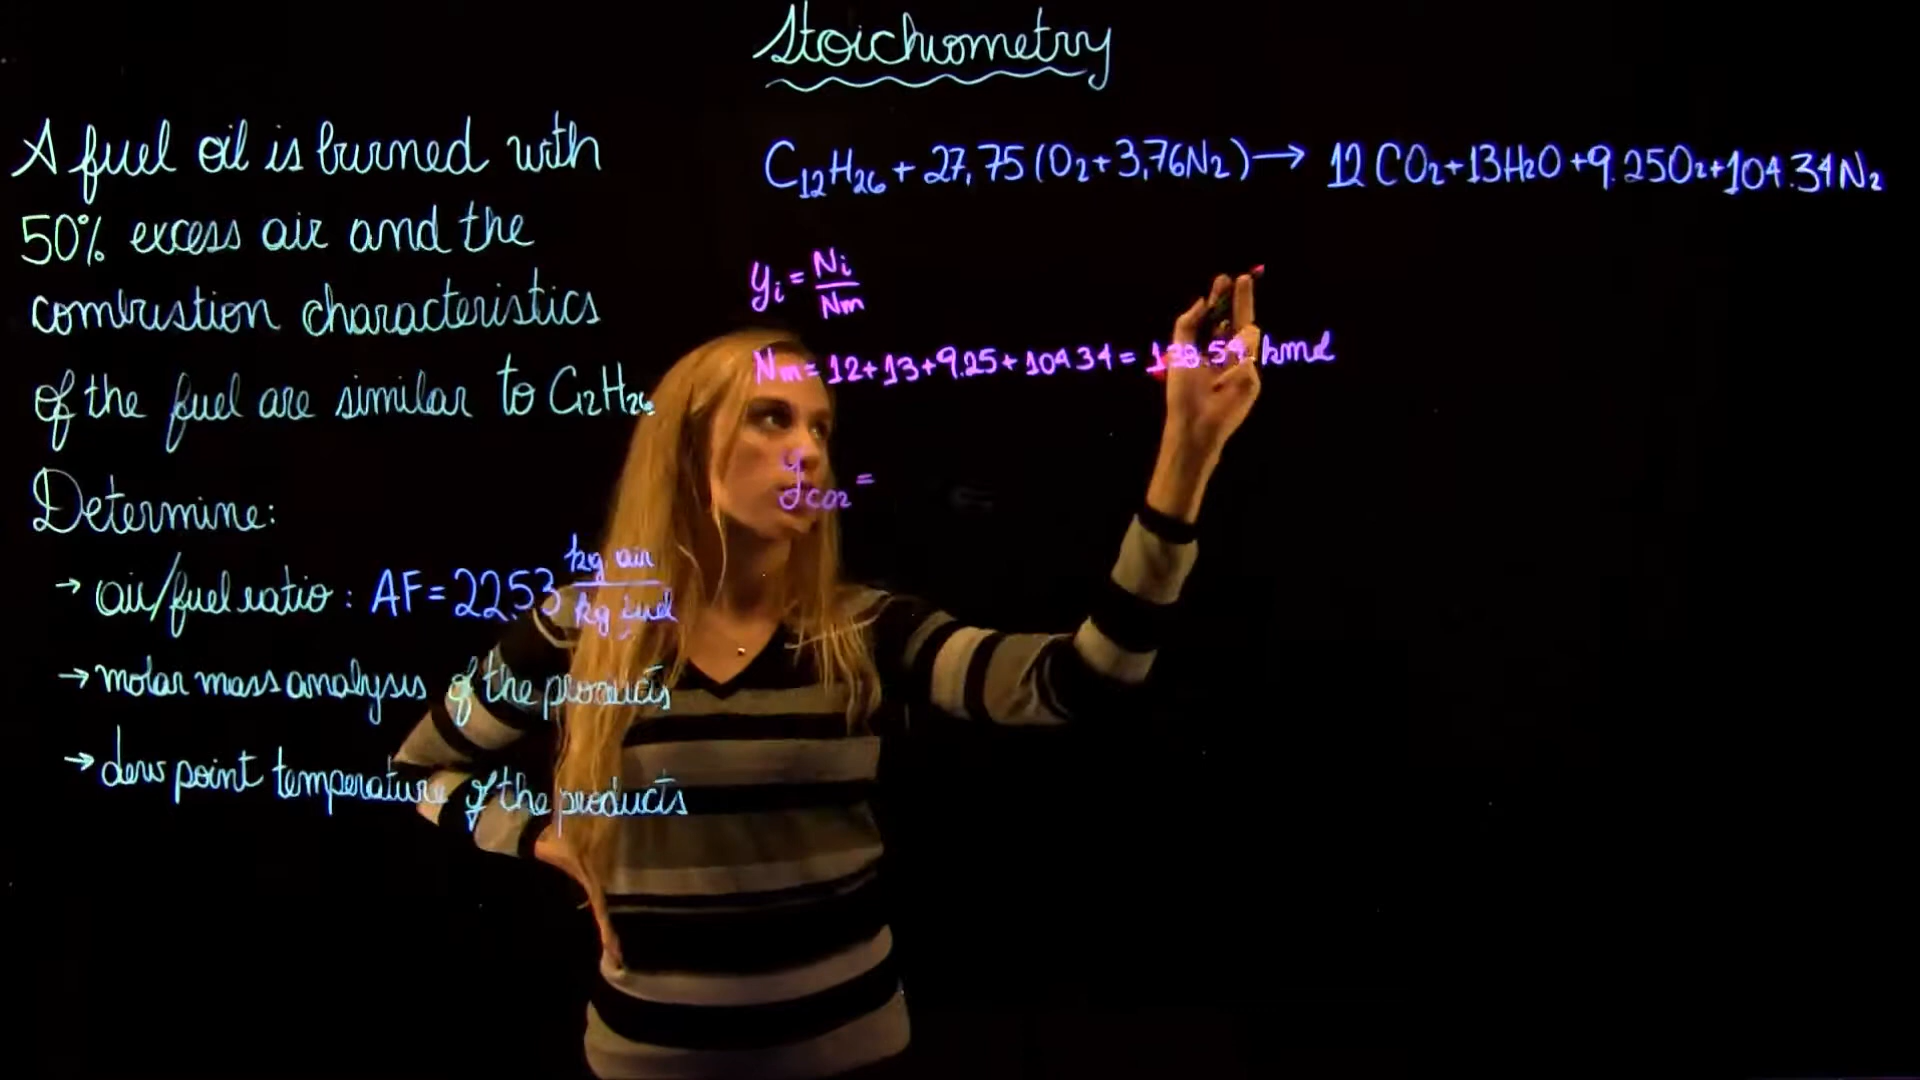 Stoichiometry
A fuel oil is burned with
50% excess air and the
combustion characteristics
of the fuel are similar to C12H26
Determine:
→ air/fuel ratio : AF = 22.53 kg air / kg fuel
→ molar mass analysis of the products
→ dew point temperature of the products
C12H26 + 27,75 (O2 + 3,76N2) → 12 CO2 + 13H2O + 9.25O2 + 104.34N2
yi = Ni / Nm
Nm = 12 + 13 + 9.25 + 104.34 = 138.59 kmol
yCO2 =